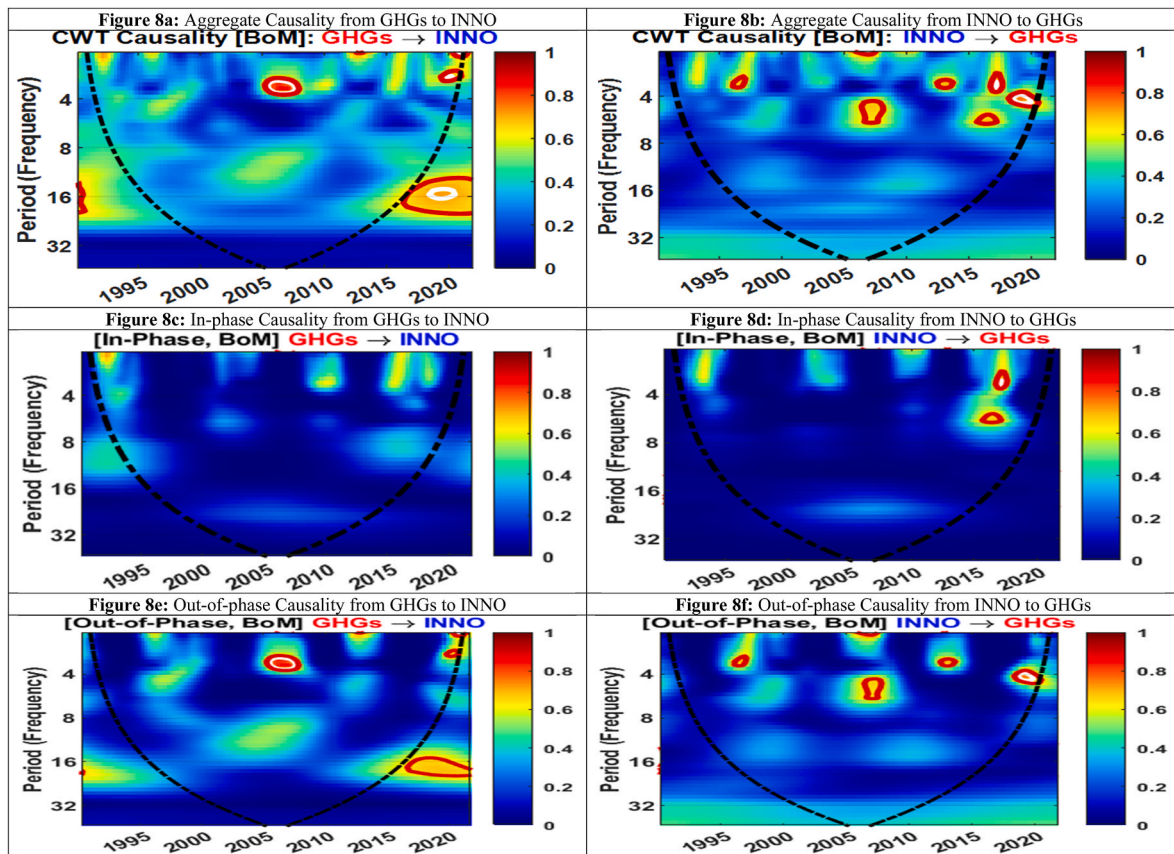 Figure 8a: Aggregate Causality from GHGs to INNO
CWT Causality [BoM]: GHGs → INNO
Period (Frequency)
4
8
16
32
1995 2000 2005 2010 2015 2020
1
0.8
0.6
0.4
0.2
0
Figure 8b: Aggregate Causality from INNO to GHGs
CWT Causality [BoM]: INNO → GHGs
Period (Frequency)
4
8
16
32
1995 2000 2005 2010 2015 2020
1
0.8
0.6
0.4
0.2
0
Figure 8c: In-phase Causality from GHGs to INNO
[In-Phase, BoM] GHGs → INNO
Period (Frequency)
4
8
16
32
1995 2000 2005 2010 2015 2020
1
0.8
0.6
0.4
0.2
0
Figure 8d: In-phase Causality from INNO to GHGs
[In-Phase, BoM] INNO → GHGs
Period (Frequency)
4
8
16
32
1995 2000 2005 2010 2015 2020
1
0.8
0.6
0.4
0.2
0
Figure 8e: Out-of-phase Causality from GHGs to INNO
[Out-of-Phase, BoM] GHGs → INNO
Period (Frequency)
4
8
16
32
1995 2000 2005 2010 2015 2020
1
0.8
0.6
0.4
0.2
0
Figure 8f: Out-of-phase Causality from INNO to GHGs
[Out-of-Phase, BoM] INNO → GHGs
Period (Frequency)
4
8
16
32
1995 2000 2005 2010 2015 2020
1
0.8
0.6
0.4
0.2
0